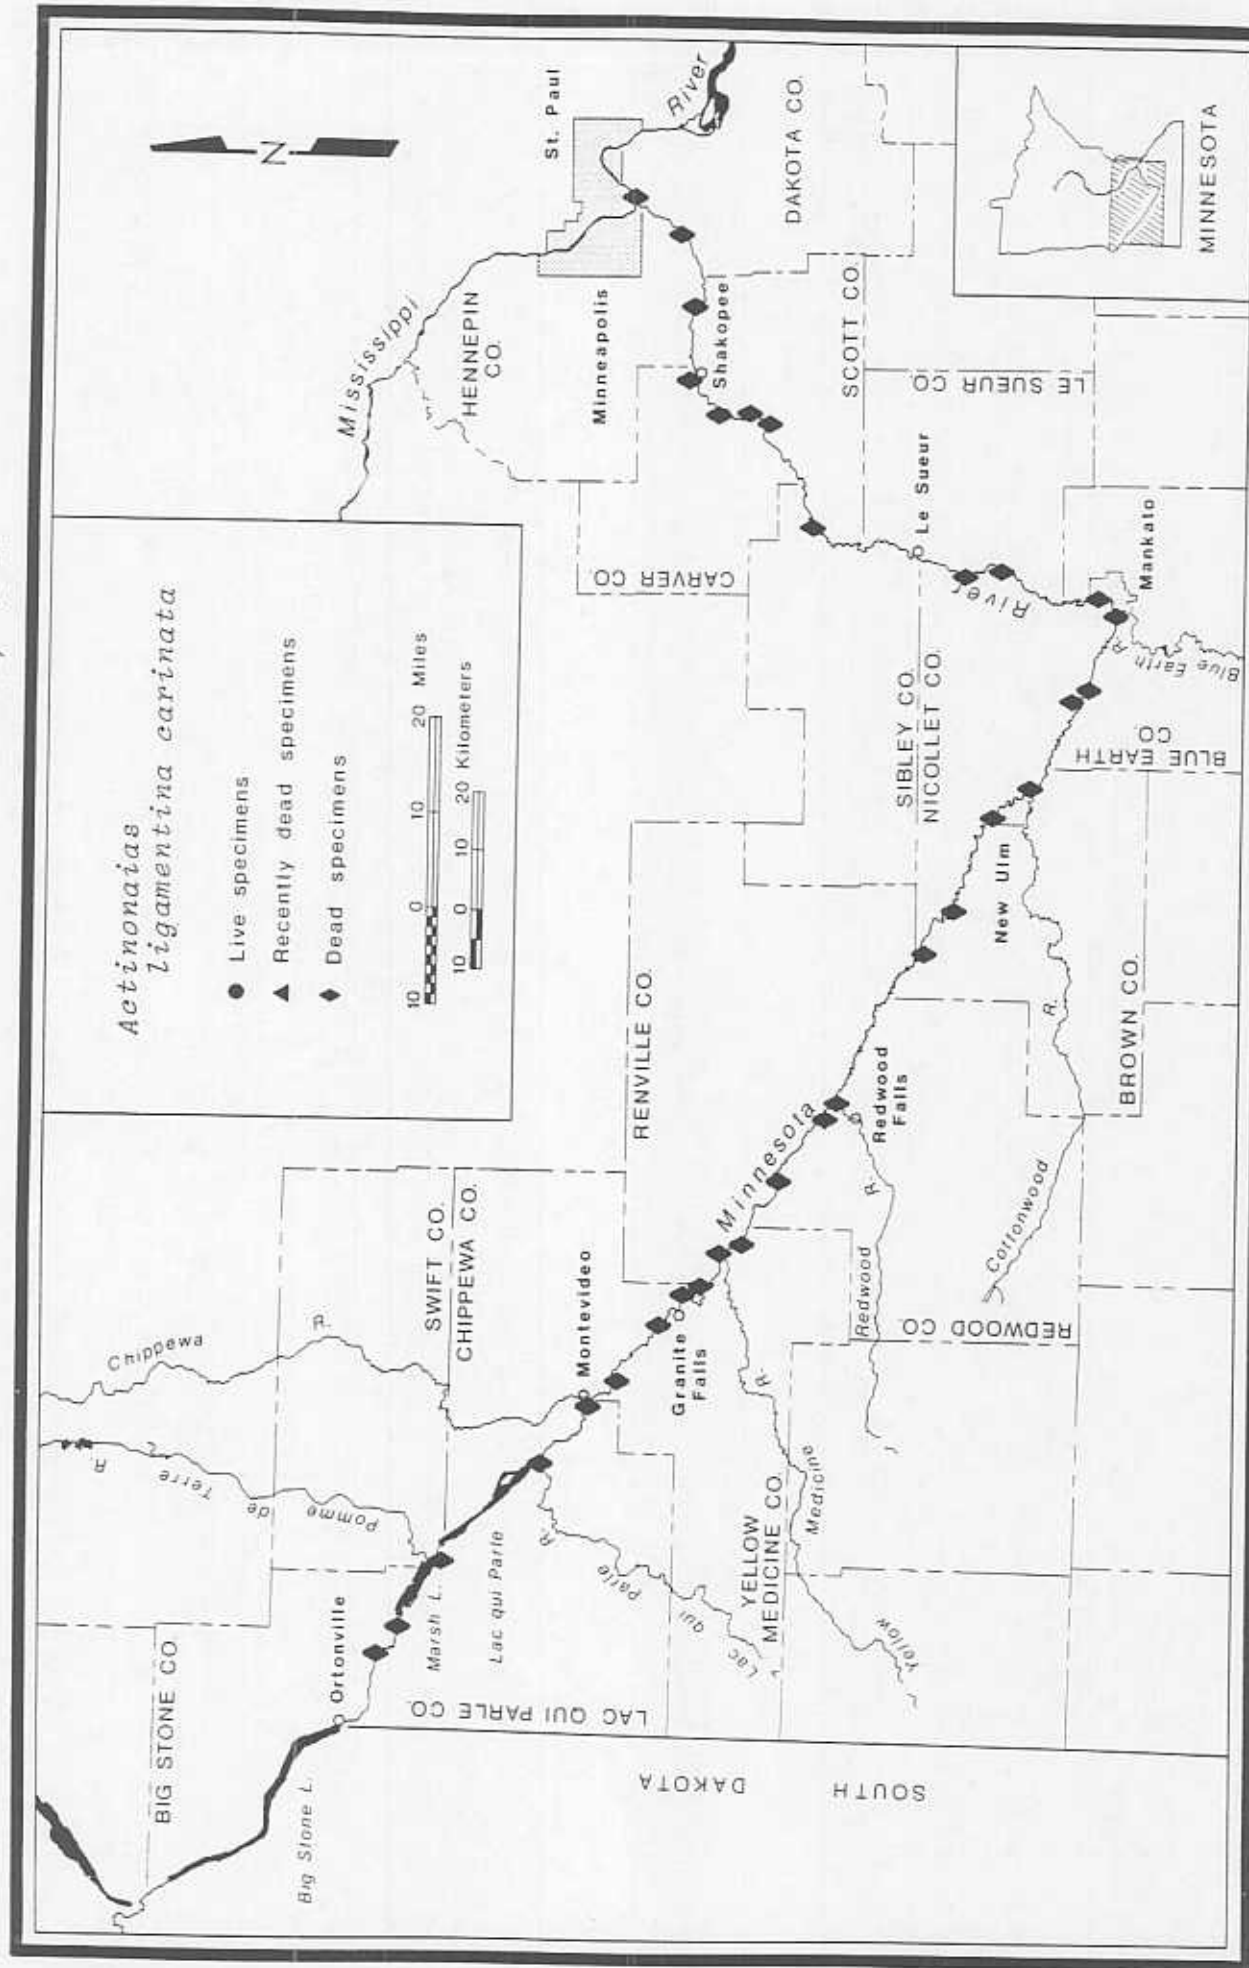 Actinonaias
ligamentina carinata
Live specimens
Recently dead specimens
Dead specimens
10 0 10 20 Miles
10 0 10 20 Kilometers
N
BIG STONE CO.
Big Stone L.
Ortonville
Marsh L.
Lac qui Parle
Pomme de Terre R.
Chippewa R.
SWIFT CO.
CHIPPEWA CO.
Montevideo
LAC QUI PARLE CO.
Lac qui Parle R.
SOUTH DAKOTA
YELLOW
MEDICINE CO.
Yellow Medicine R.
Granite
Falls
RENVILLE CO.
Minnesota River
Redwood
Falls
Redwood R.
REDWOOD CO.
Cottonwood R.
BROWN CO.
New Ulm
SIBLEY CO.
NICOLLET CO.
BLUE EARTH
CO.
Blue Earth R.
Mankato
Le Sueur
LE SUEUR CO.
CARVER CO.
SCOTT CO.
Shakopee
HENNEPIN
CO.
Minneapolis
St. Paul
Mississippi River
DAKOTA CO.
MINNESOTA